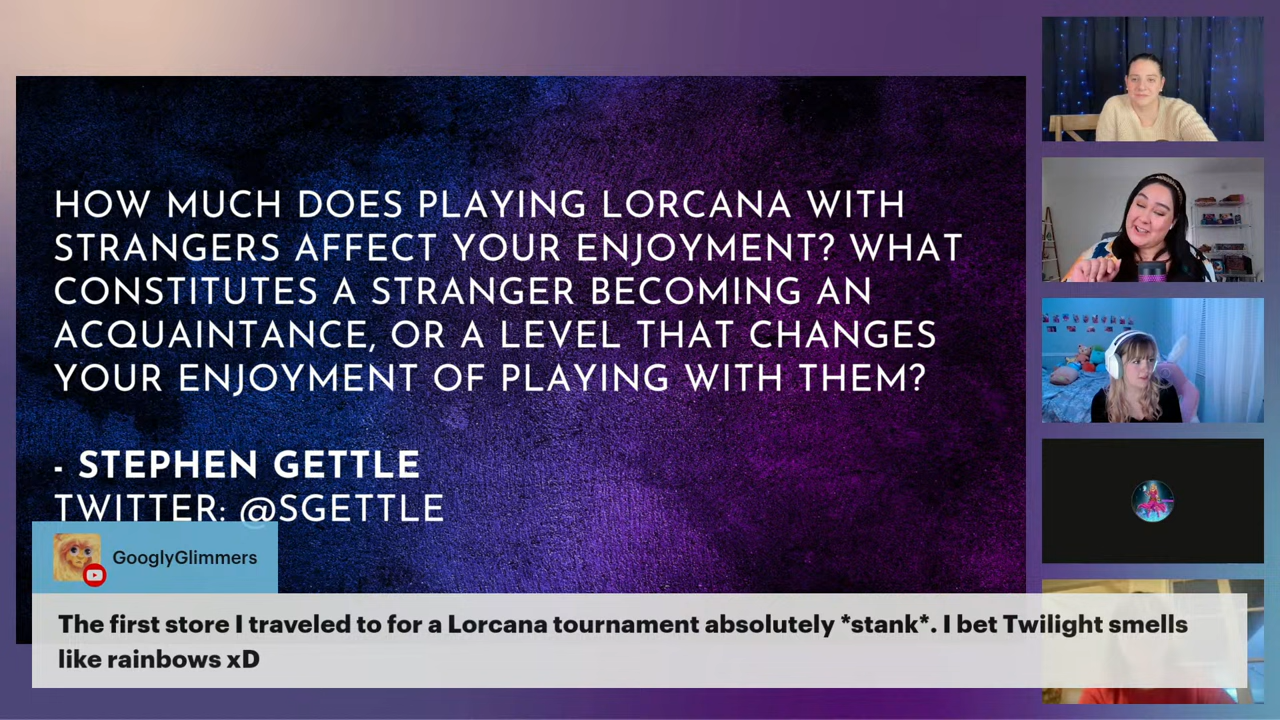 HOW MUCH DOES PLAYING LORCANA WITH
STRANGERS AFFECT YOUR ENJOYMENT? WHAT
CONSTITUTES A STRANGER BECOMING AN
ACQUAINTANCE, OR A LEVEL THAT CHANGES
YOUR ENJOYMENT OF PLAYING WITH THEM?
- STEPHEN GETTLE
TWITTER: @SGETTLE
GooglyGlimmers
The first store I traveled to for a Lorcana tournament absolutely *stank*. I bet Twilight smells
like rainbows xD